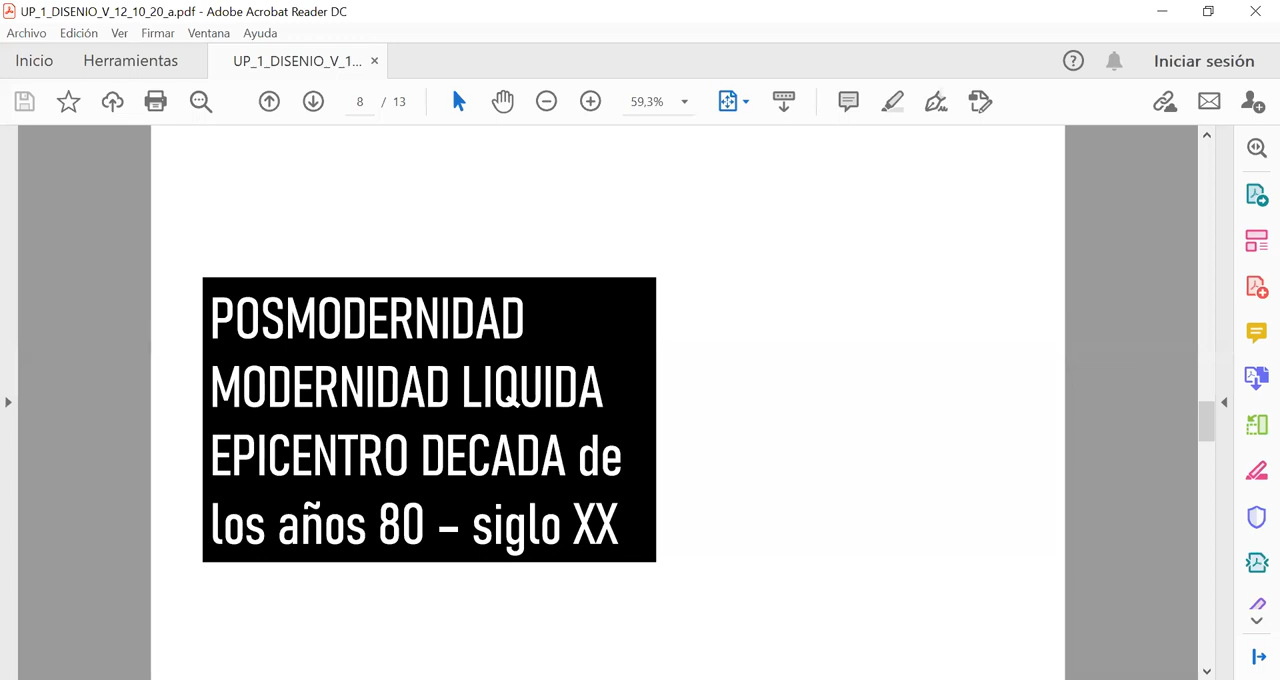 UP_1_DISENIO_V_12_10_20_a.pdf - Adobe Acrobat Reader DC
Archivo Edición Ver Firmar Ventana Ayuda
Inicio Herramientas UP_1_DISENIO_V_1... × Iniciar sesión
8 / 13 59,3%
POSMODERNIDAD
MODERNIDAD LIQUIDA
EPICENTRO DECADA de
los años 80 – siglo XX